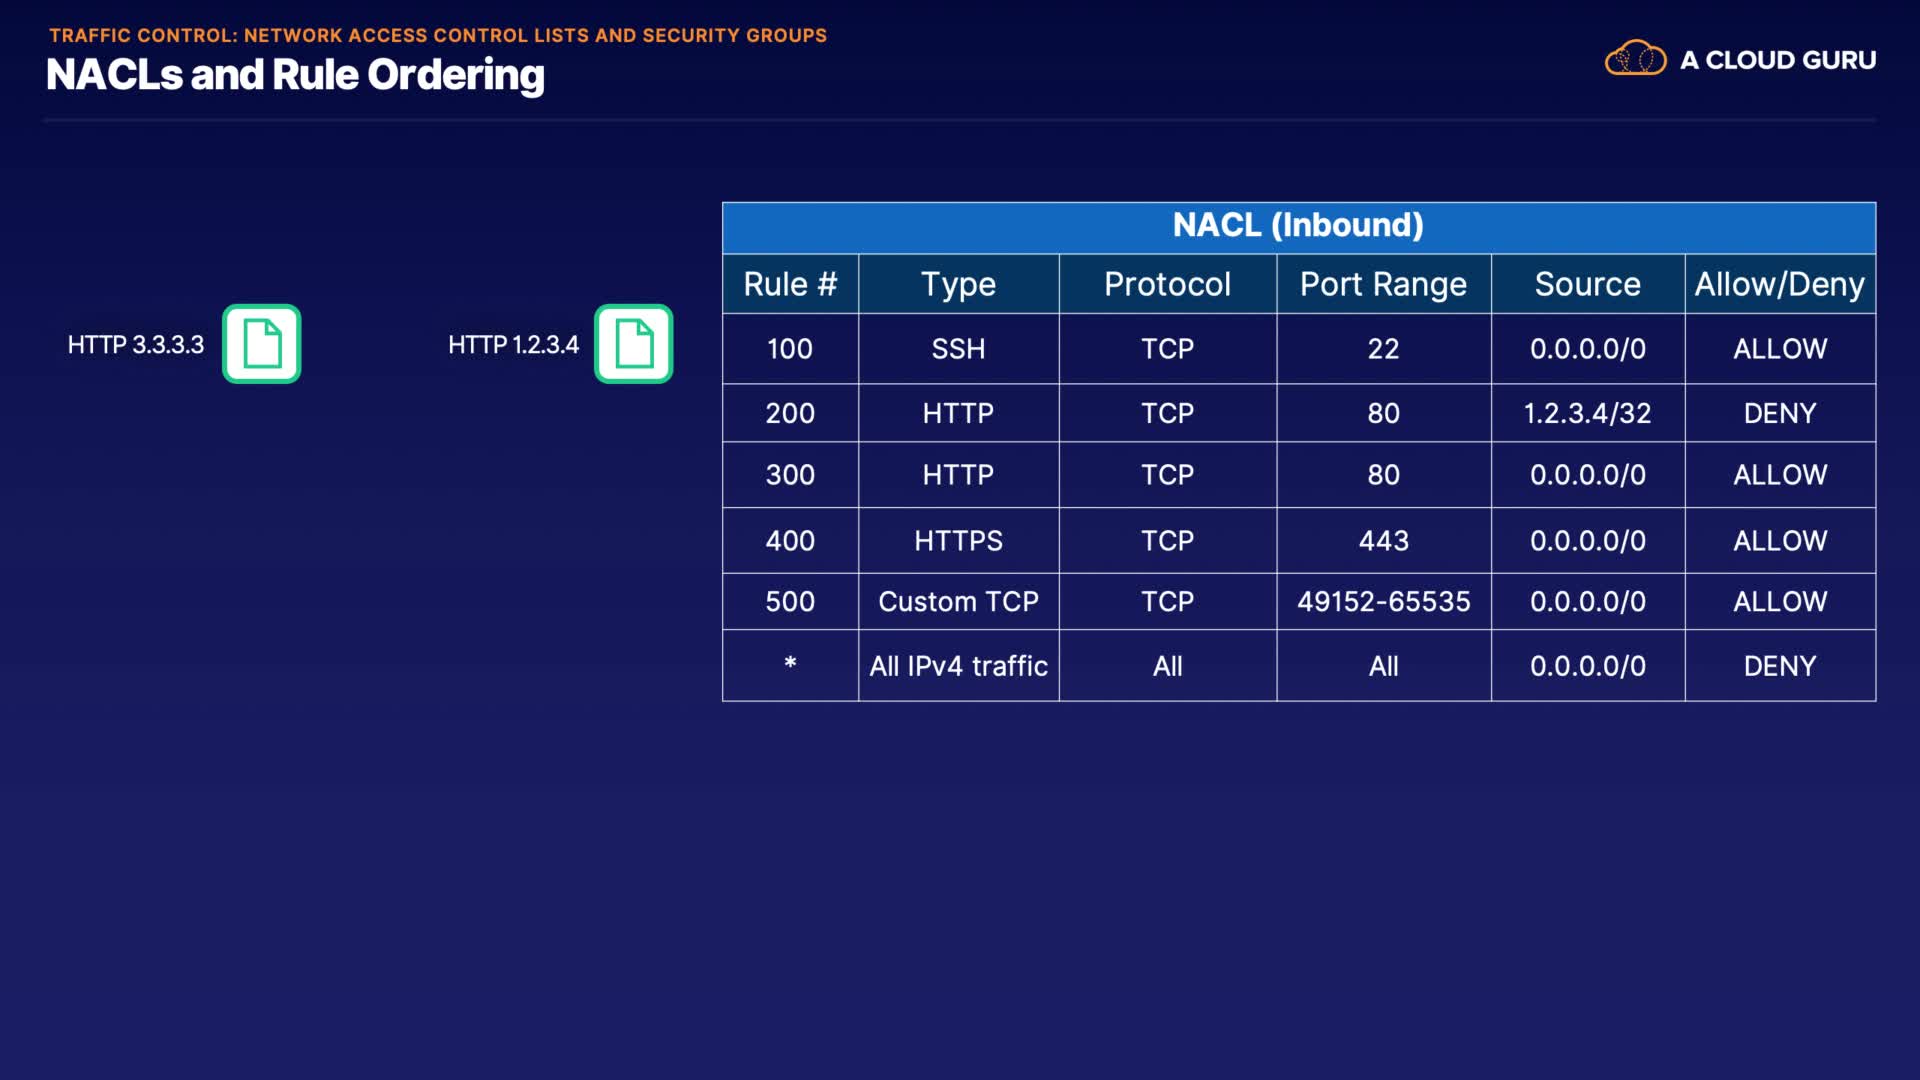 TRAFFIC CONTROL: NETWORK ACCESS CONTROL LISTS AND SECURITY GROUPS
NACLs and Rule Ordering
A CLOUD GURU
HTTP 3.3.3.3
HTTP 1.2.3.4
NACL (Inbound)
Rule # Type Protocol Port Range Source Allow/Deny
100 SSH TCP 22 0.0.0.0/0 ALLOW
200 HTTP TCP 80 1.2.3.4/32 DENY
300 HTTP TCP 80 0.0.0.0/0 ALLOW
400 HTTPS TCP 443 0.0.0.0/0 ALLOW
500 Custom TCP TCP 49152-65535 0.0.0.0/0 ALLOW
* All IPv4 traffic All All 0.0.0.0/0 DENY